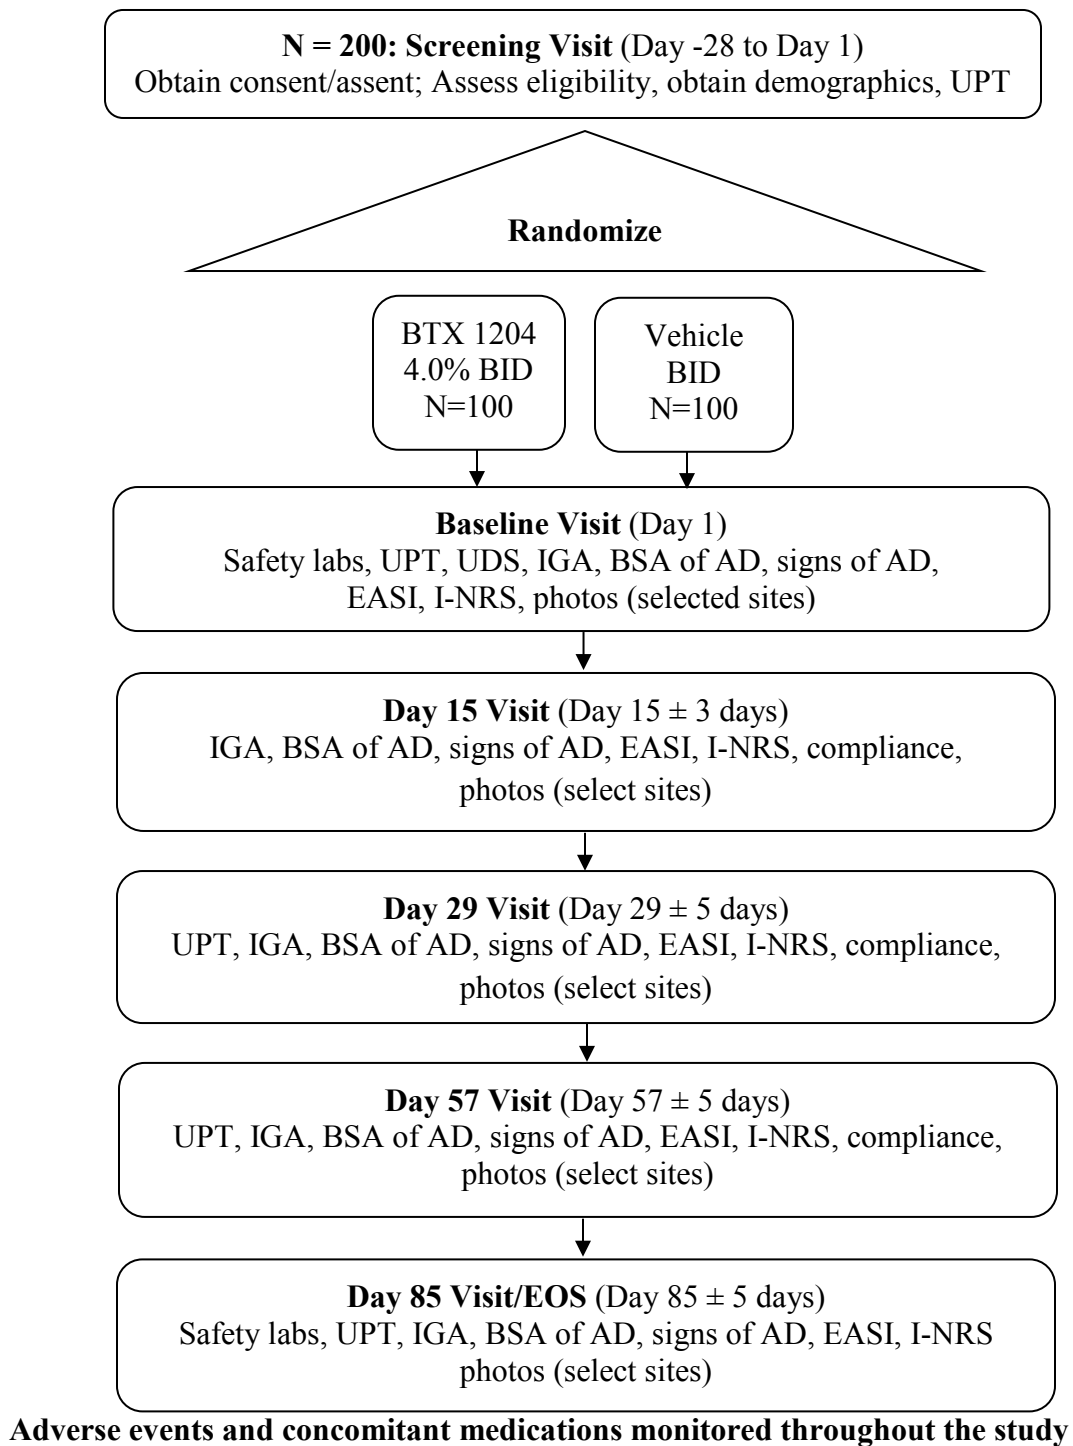 N = 200: Screening Visit (Day -28 to Day 1)
Obtain consent/assent; Assess eligibility, obtain demographics, UPT
Randomize
BTX 1204
4.0% BID
N=100
Vehicle
BID
N=100
Baseline Visit (Day 1)
Safety labs, UPT, UDS, IGA, BSA of AD, signs of AD,
EASI, I-NRS, photos (selected sites)
Day 15 Visit (Day 15 ± 3 days)
IGA, BSA of AD, signs of AD, EASI, I-NRS, compliance,
photos (select sites)
Day 29 Visit (Day 29 ± 5 days)
UPT, IGA, BSA of AD, signs of AD, EASI, I-NRS, compliance,
photos (select sites)
Day 57 Visit (Day 57 ± 5 days)
UPT, IGA, BSA of AD, signs of AD, EASI, I-NRS, compliance,
photos (select sites)
Day 85 Visit/EOS (Day 85 ± 5 days)
Safety labs, UPT, IGA, BSA of AD, signs of AD, EASI, I-NRS
photos (select sites)
Adverse events and concomitant medications monitored throughout the study